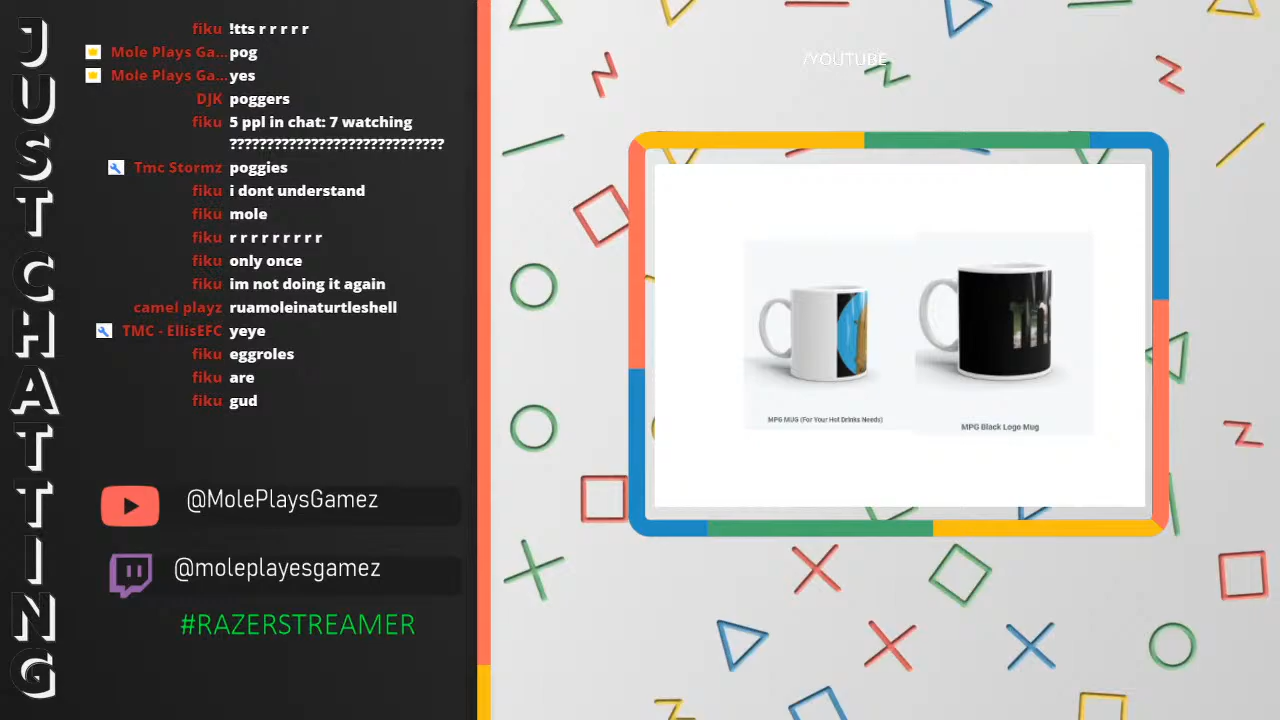 JUST CHATTING
fiku !tts r r r r r
Mole Plays Ga... pog
Mole Plays Ga... yes
DJK poggers
fiku 5 ppl in chat: 7 watching
?????????????????????????????
Tmc Stormz poggies
fiku i dont understand
fiku mole
fiku r r r r r r r r r
fiku only once
fiku im not doing it again
camel playz ruamoleinaturtleshell
TMC - EllisEFC yeye
fiku eggroles
fiku are
fiku gud
@MolePlaysGamez
@moleplayesgamez
#RAZERSTREAMER
/YOUTUBE
MPG MUG (For Your Hot Drinks Needs)
MPG Black Logo Mug